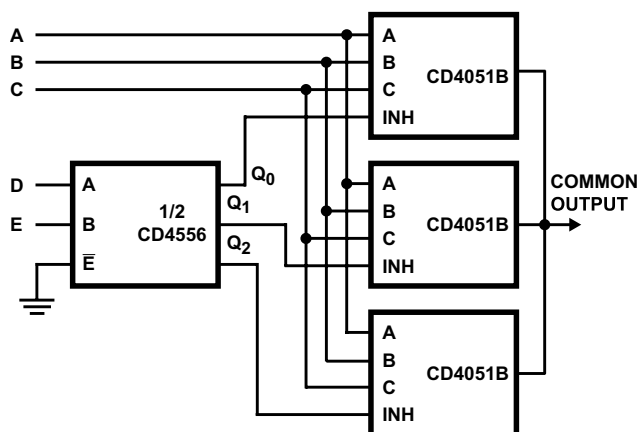 A
B
C
D
E
A
B
E̅
1/2
CD4556
Q0
Q1
Q2
A
B
C
INH
CD4051B
A
B
C
INH
CD4051B
A
B
C
INH
CD4051B
COMMON
OUTPUT